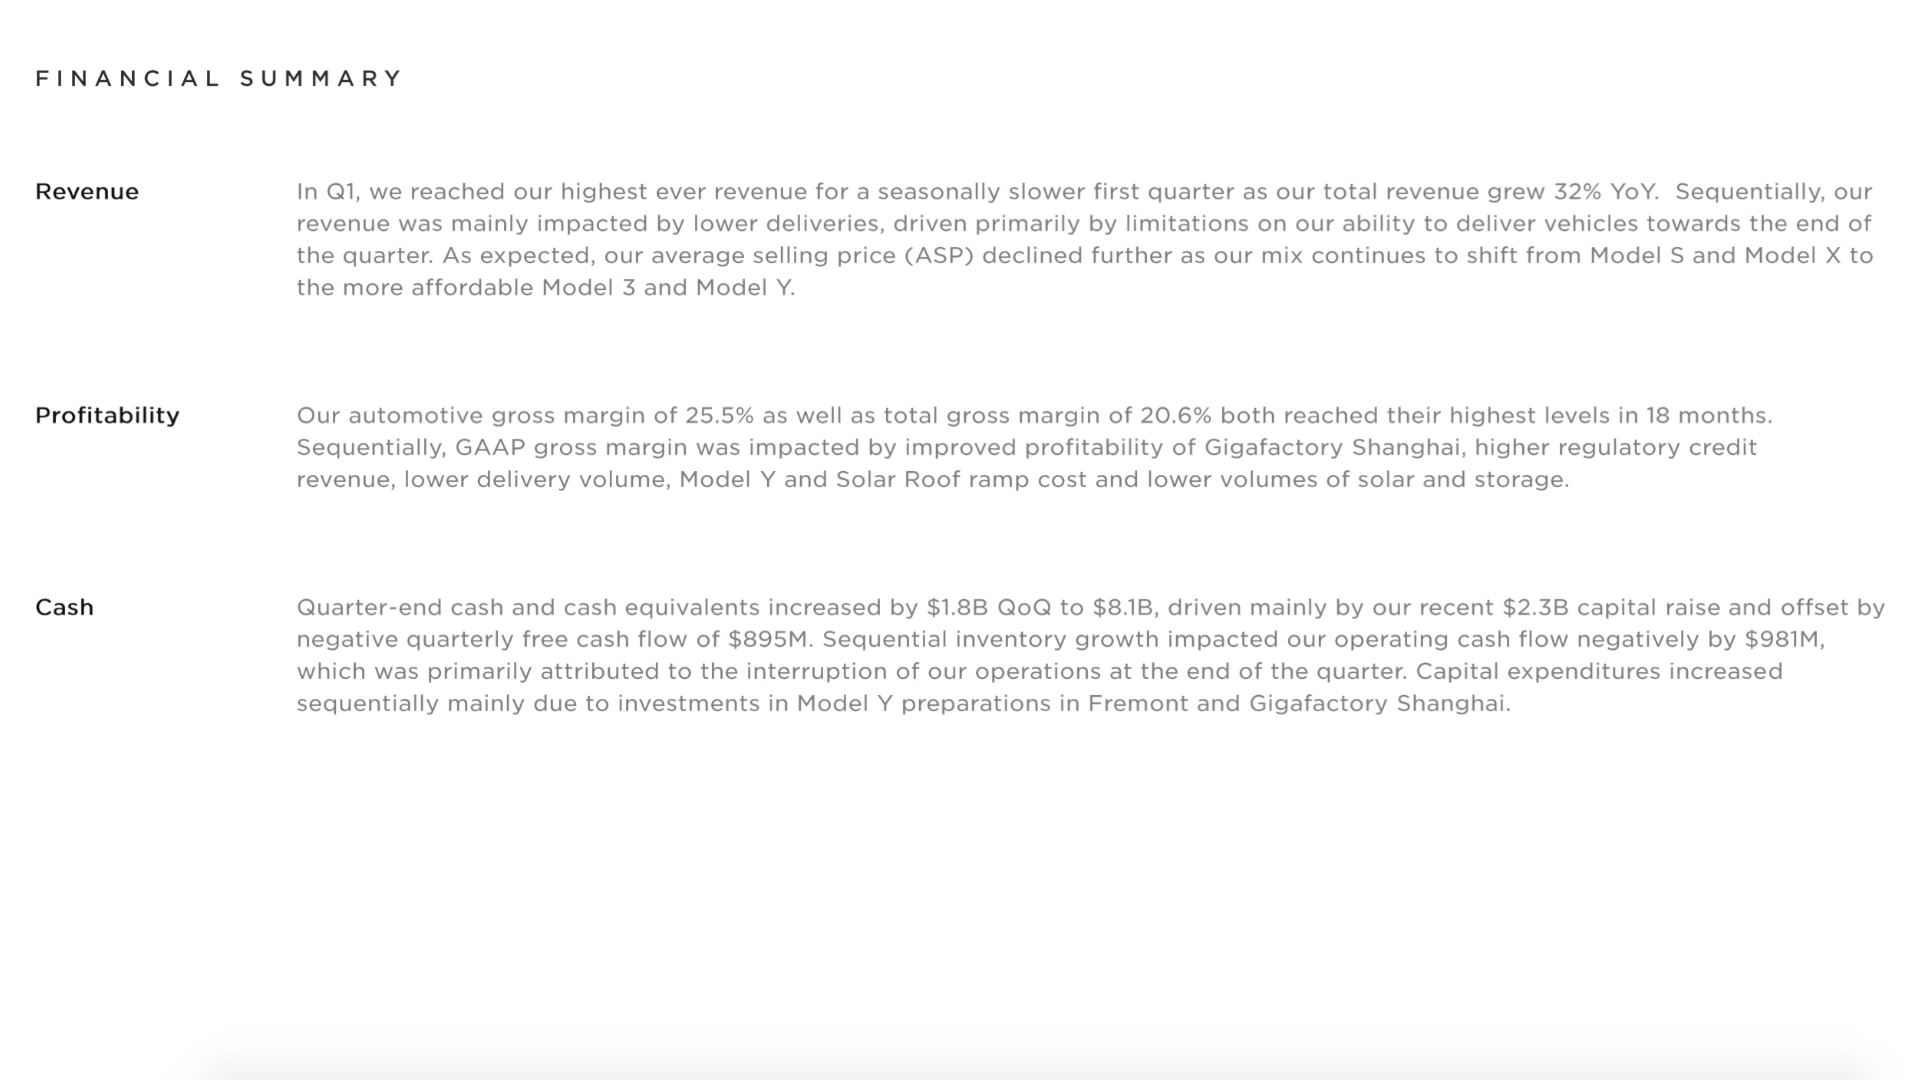 FINANCIAL SUMMARY
Revenue
In Q1, we reached our highest ever revenue for a seasonally slower first quarter as our total revenue grew 32% YoY.  Sequentially, our
revenue was mainly impacted by lower deliveries, driven primarily by limitations on our ability to deliver vehicles towards the end of
the quarter. As expected, our average selling price (ASP) declined further as our mix continues to shift from Model S and Model X to
the more affordable Model 3 and Model Y.
Profitability
Our automotive gross margin of 25.5% as well as total gross margin of 20.6% both reached their highest levels in 18 months.
Sequentially, GAAP gross margin was impacted by improved profitability of Gigafactory Shanghai, higher regulatory credit
revenue, lower delivery volume, Model Y and Solar Roof ramp cost and lower volumes of solar and storage.
Cash
Quarter-end cash and cash equivalents increased by $1.8B QoQ to $8.1B, driven mainly by our recent $2.3B capital raise and offset by
negative quarterly free cash flow of $895M. Sequential inventory growth impacted our operating cash flow negatively by $981M,
which was primarily attributed to the interruption of our operations at the end of the quarter. Capital expenditures increased
sequentially mainly due to investments in Model Y preparations in Fremont and Gigafactory Shanghai.